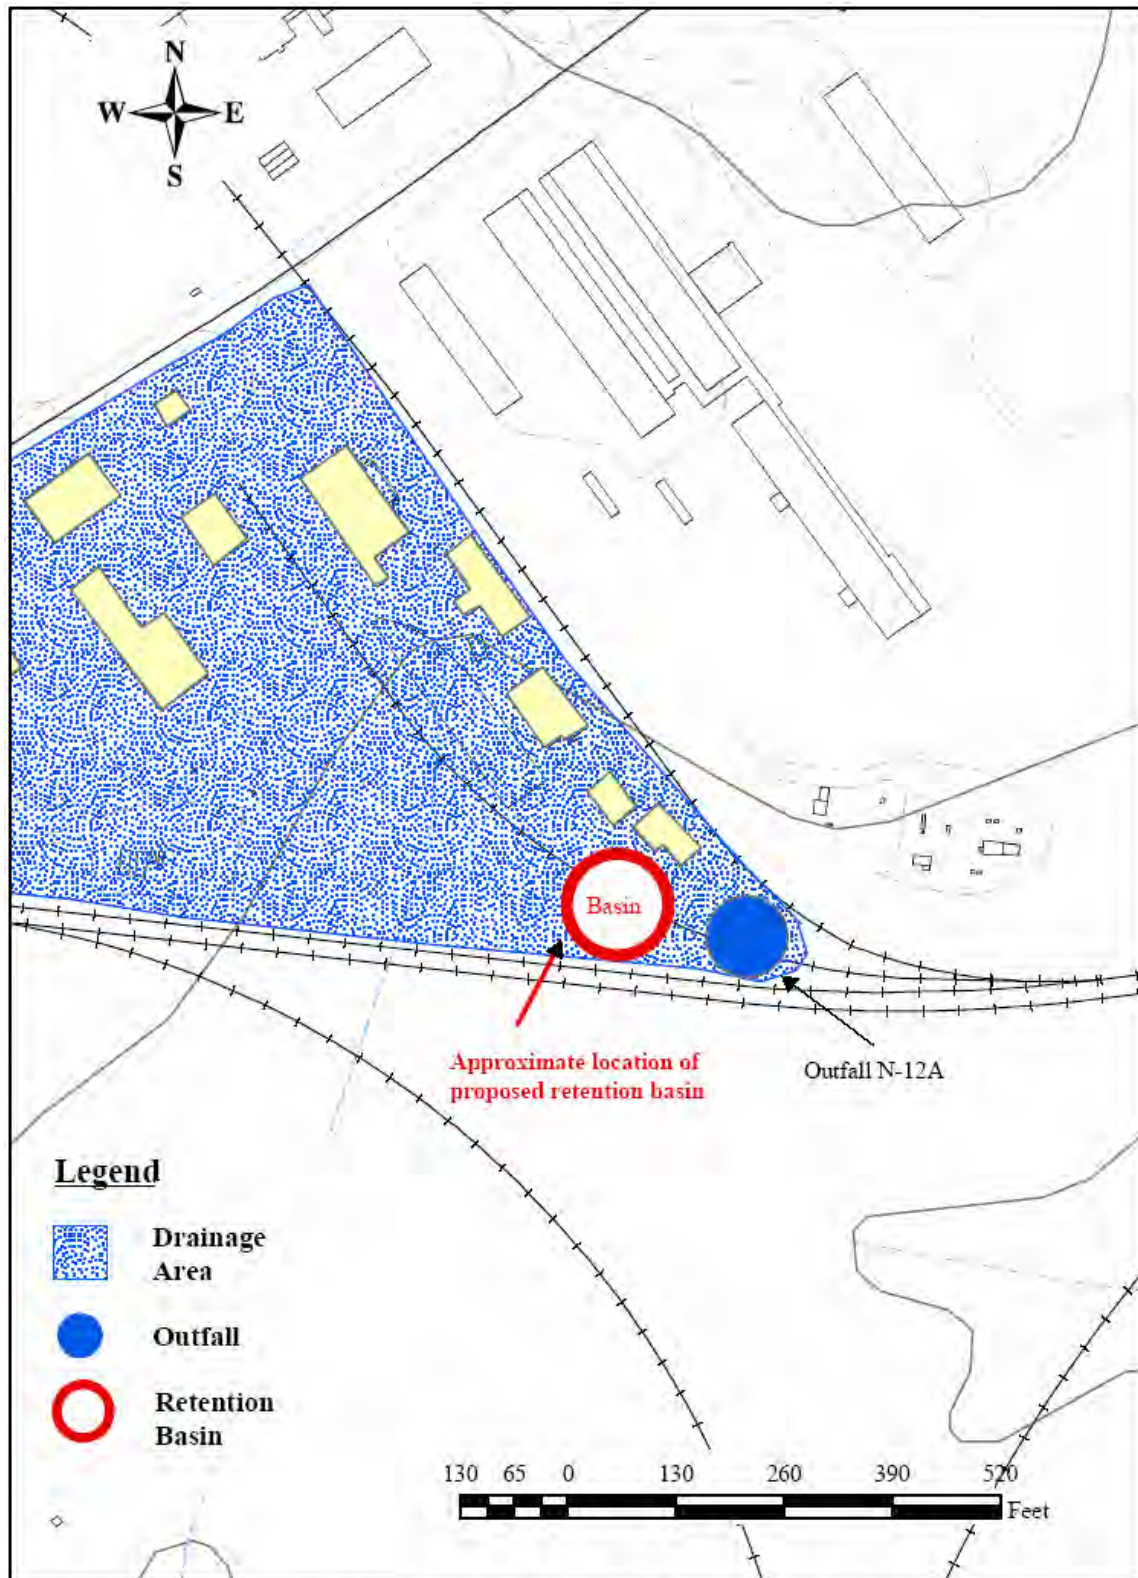 N
W E
S
Basin
Approximate location of
proposed retention basin
Outfall N-12A
Legend
Drainage
Area
Outfall
Retention
Basin
130 65 0 130 260 390 520
Feet